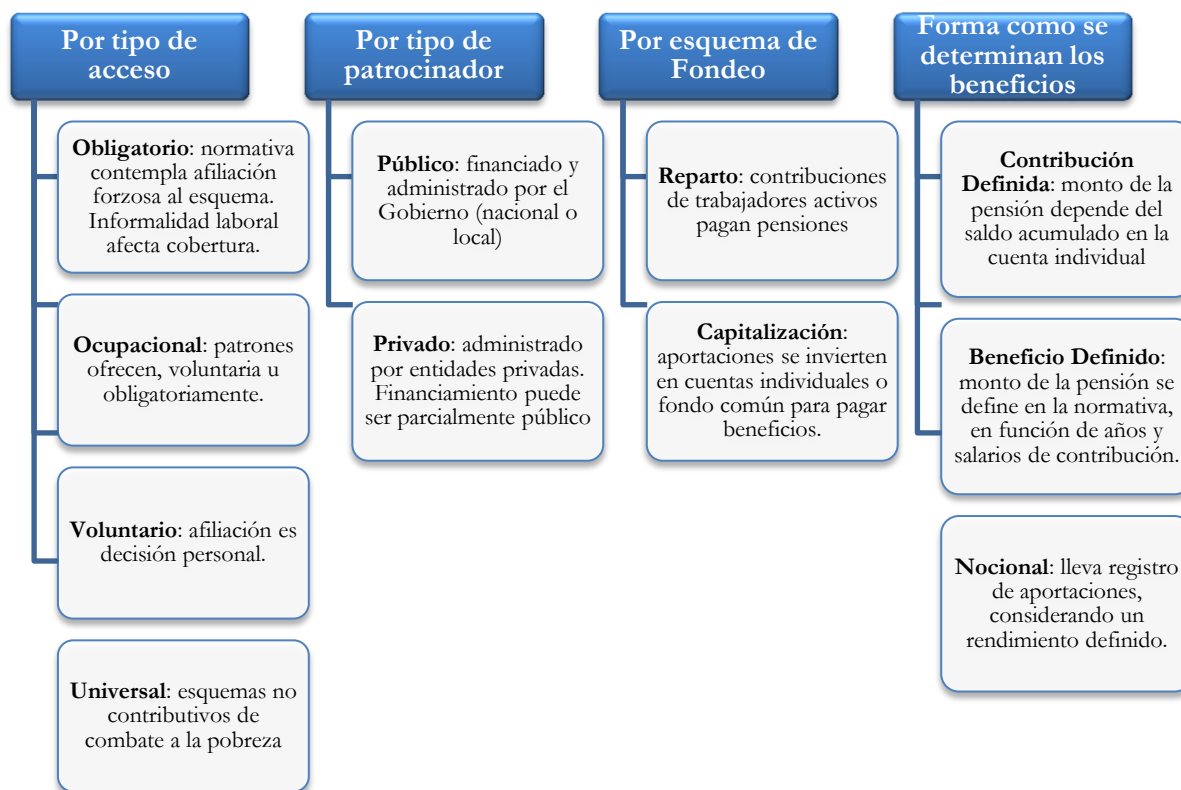 Por tipo de
acceso
Obligatorio: normativa
contempla afiliación
forzosa al esquema.
Informalidad laboral
afecta cobertura.
Ocupacional: patrones
ofrecen, voluntaria u
obligatoriamente.
Voluntario: afiliación es
decisión personal.
Universal: esquemas no
contributivos de
combate a la pobreza
Por tipo de
patrocinador
Público: financiado y
administrado por el
Gobierno (nacional o
local)
Privado: administrado
por entidades privadas.
Financiamiento puede
ser parcialmente público
Por esquema de
Fondeo
Reparto: contribuciones
de trabajadores activos
pagan pensiones
Capitalización:
aportaciones se invierten
en cuentas individuales o
fondo común para pagar
beneficios.
Forma como se
determinan los
beneficios
Contribución
Definida: monto de la
pensión depende del
saldo acumulado en la
cuenta individual
Beneficio Definido:
monto de la pensión se
define en la normativa,
en función de años y
salarios de contribución.
Nocional: lleva registro
de aportaciones,
considerando un
rendimiento definido.